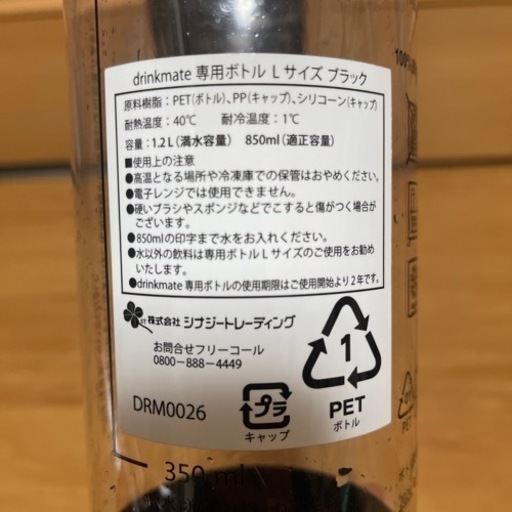 drinkmate 専用ボトル L サイズ ブラック
原料樹脂：PET(ボトル)、PP(キャップ)、シリコーン(キャップ)
耐熱温度：40℃　耐冷温度：1℃
容量：1.2L(満水容量)　850ml(適正容量)
■使用上の注意
●高温となる場所や冷凍庫での保管はおやめください。
●電子レンジでは使用できません。
●硬いブラシやスポンジなどでこすると傷がつく場合が
ございます。
●850mlの印字まで水をお入れください。
●水以外の飲料は専用ボトル L サイズのご使用をお勧め
いたします。
●drinkmate 専用ボトルの使用期限はご使用開始より2年です。
ST 株式会社 シナジートレーディング
お問合せフリーコール
0800-888-4449
DRM0026
プラ
キャップ
1
PET
ボトル
350 ml
100%